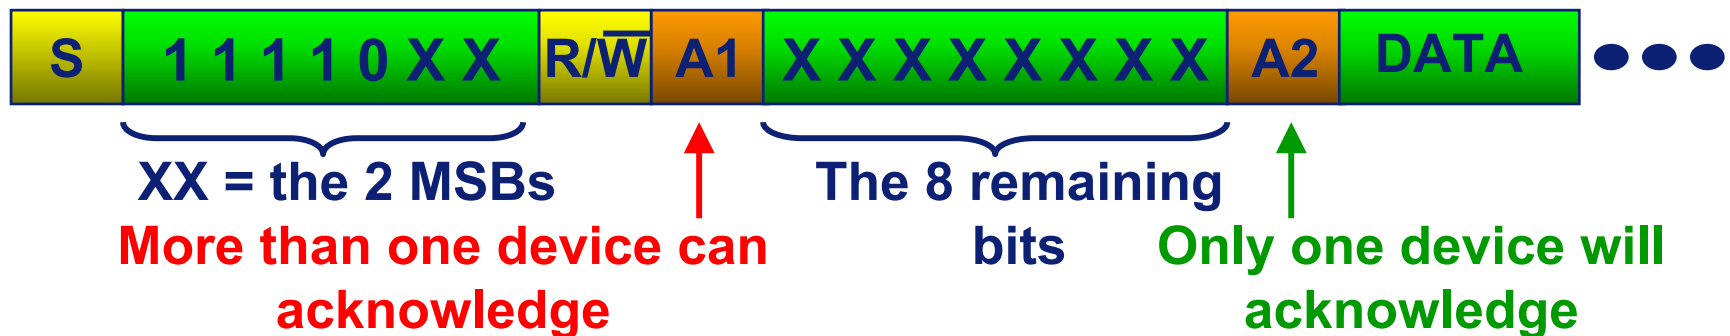 S 1 1 1 1 0 X X R/W̅ A1 X X X X X X X X A2 DATA
XX = the 2 MSBs
The 8 remaining
bits
More than one device can
acknowledge
Only one device will
acknowledge